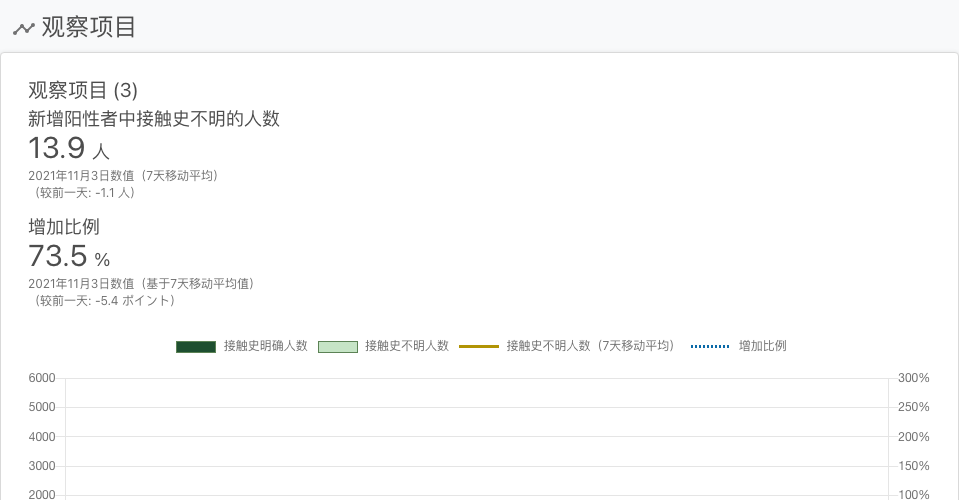 观察项目
观察项目 (3)
新增阳性者中接触史不明的人数
13.9 人
2021年11月3日数值（7天移动平均）
（较前一天: -1.1 人）
增加比例
73.5 %
2021年11月3日数值（基于7天移动平均值）
（较前一天: -5.4 ポイント）
接触史明确人数 接触史不明人数 接触史不明人数（7天移动平均） 增加比例
6000 300%
5000 250%
4000 200%
3000 150%
2000 100%